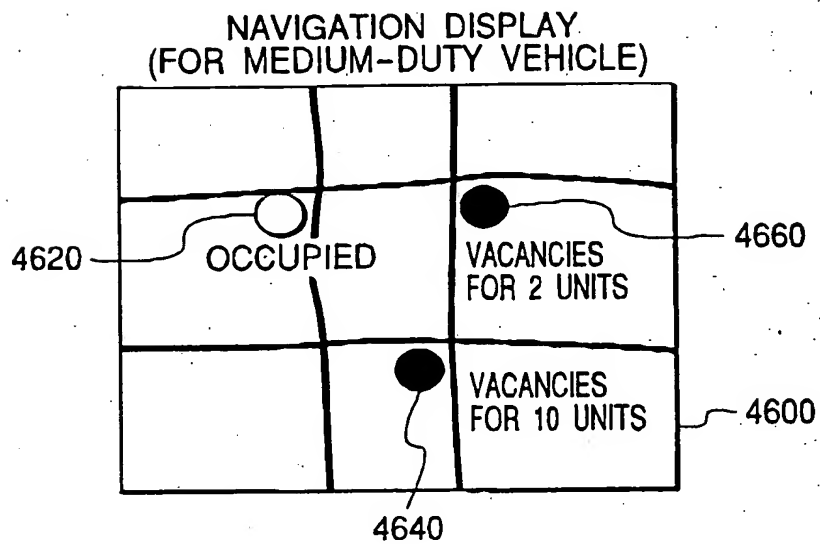 NAVIGATION DISPLAY
(FOR MEDIUM-DUTY VEHICLE)
4620
OCCUPIED
VACANCIES
FOR 2 UNITS
4660
VACANCIES
FOR 10 UNITS
4600
4640